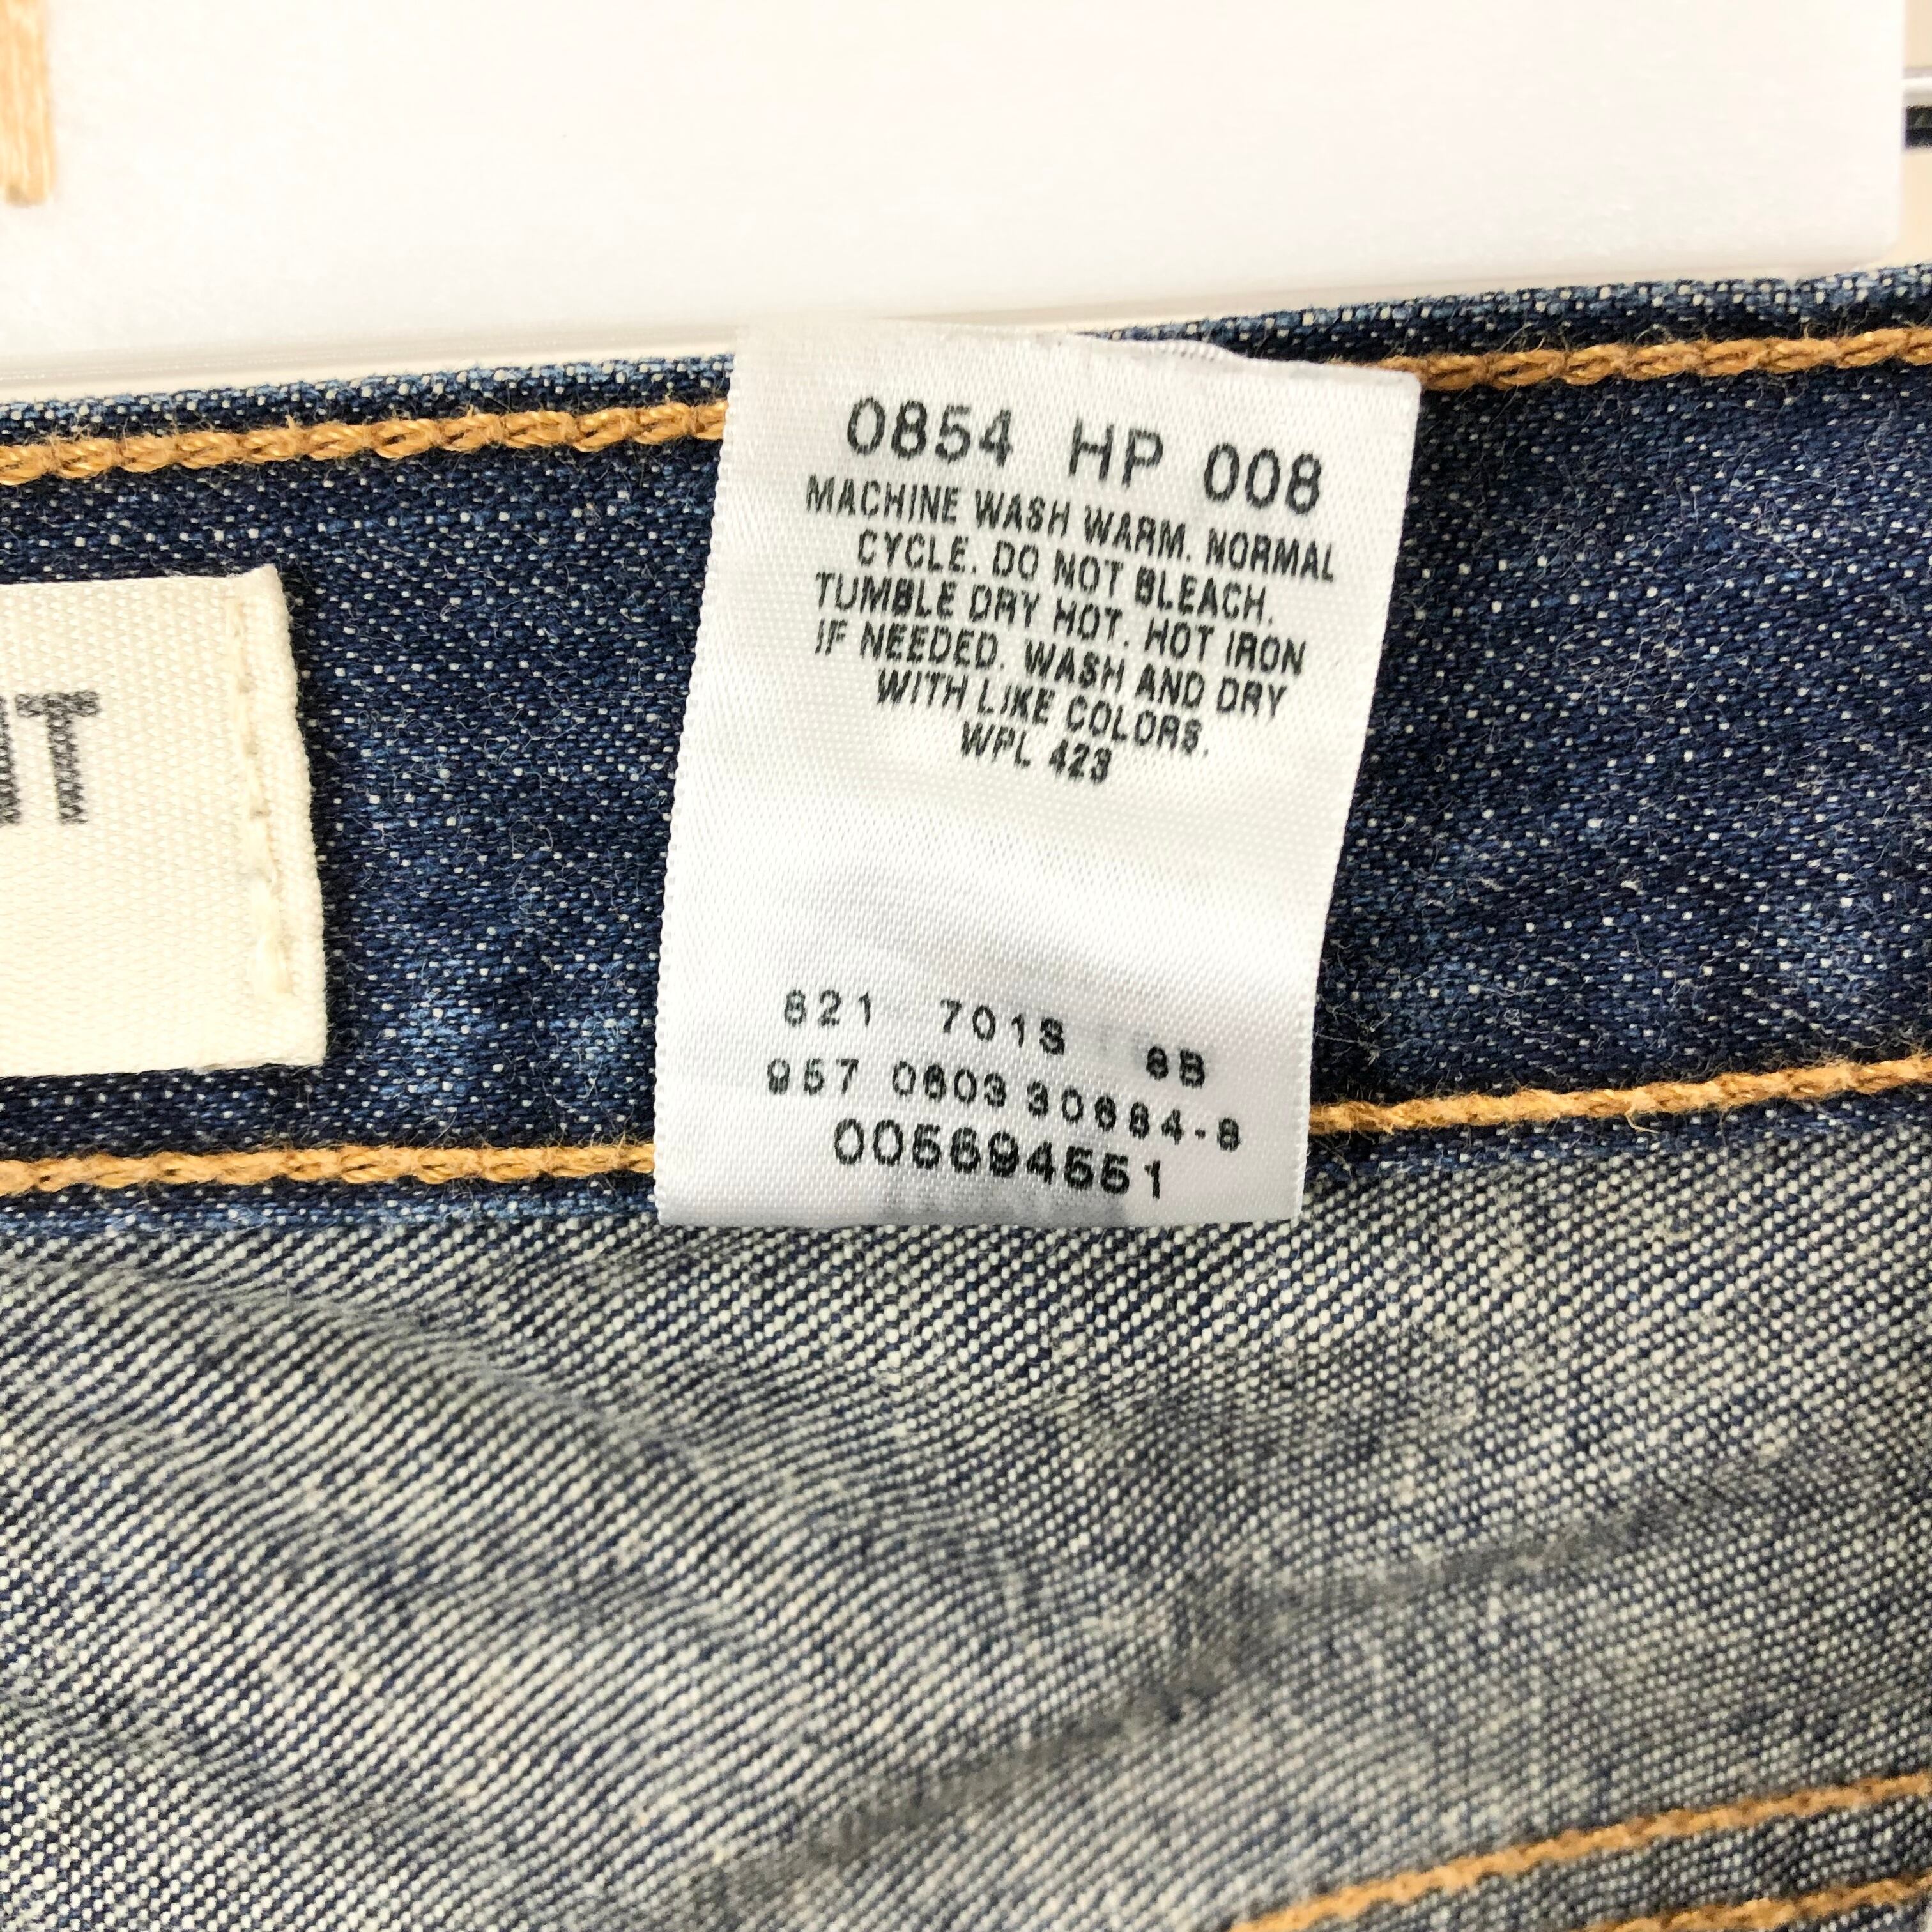 0854 HP 008
MACHINE WASH WARM. NORMAL
CYCLE. DO NOT BLEACH.
TUMBLE DRY HOT. HOT IRON
IF NEEDED. WASH AND DRY
WITH LIKE COLORS.
WPL 423
821 701S 8B
957 0603 30684-8
005694551